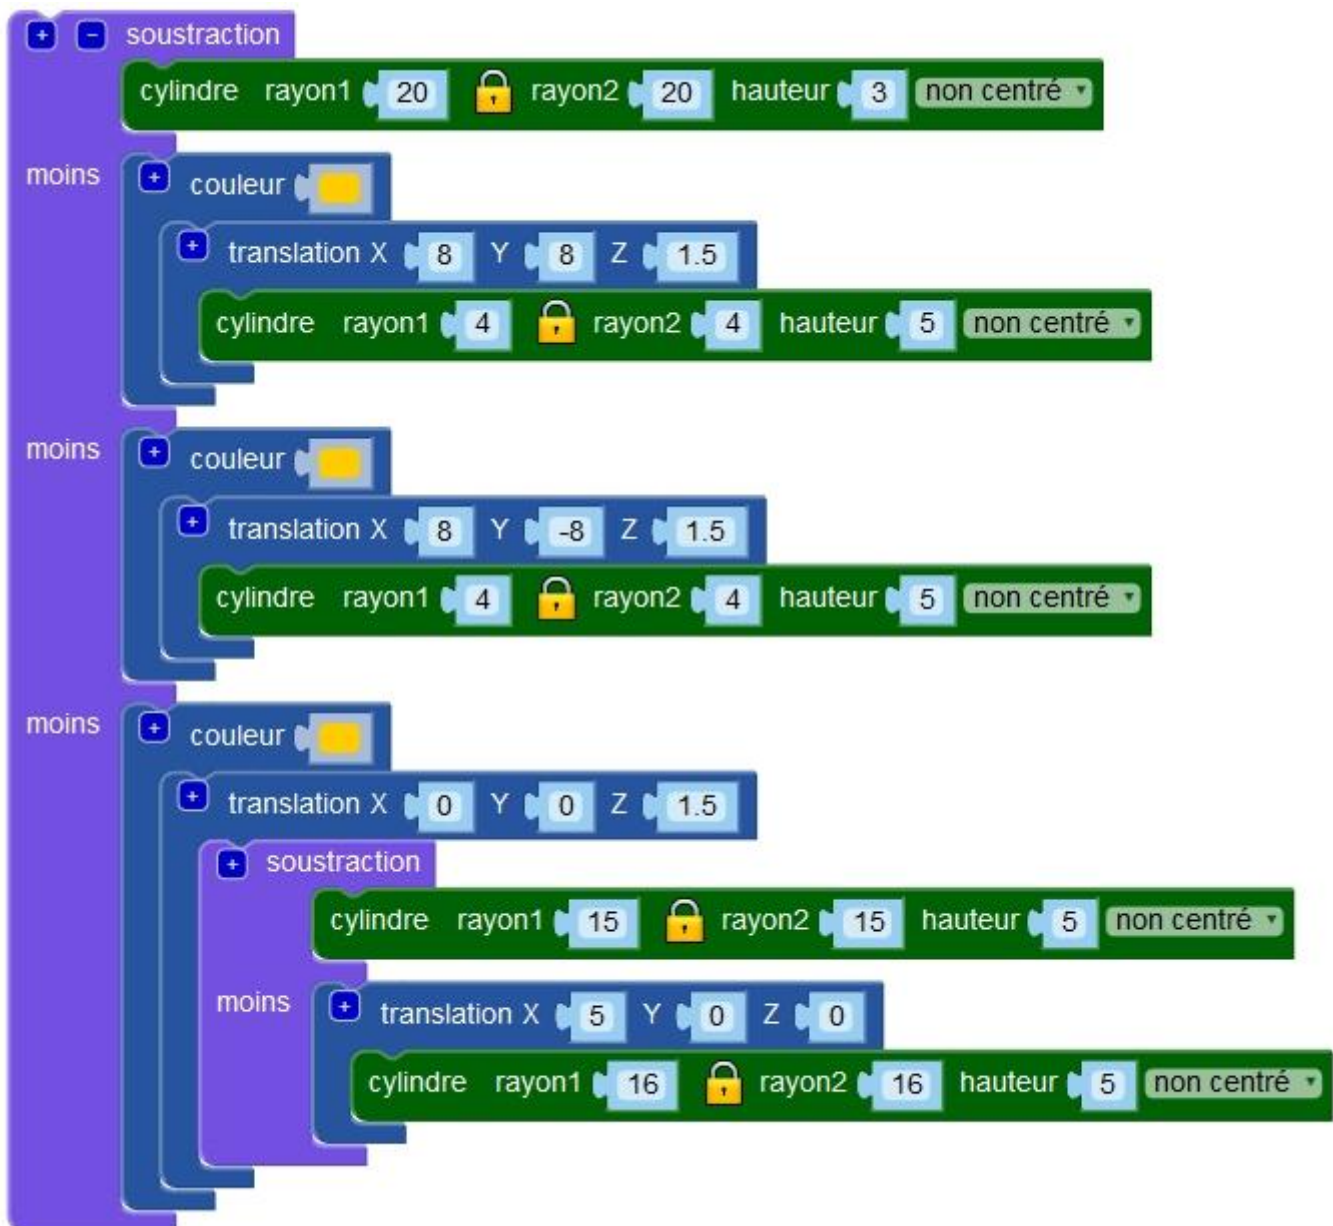 + - soustraction
cylindre rayon1 20 rayon2 20 hauteur 3 non centré
moins + couleur
+ translation X 8 Y 8 Z 1.5
cylindre rayon1 4 rayon2 4 hauteur 5 non centré
moins + couleur
+ translation X 8 Y -8 Z 1.5
cylindre rayon1 4 rayon2 4 hauteur 5 non centré
moins + couleur
+ translation X 0 Y 0 Z 1.5
+ soustraction
cylindre rayon1 15 rayon2 15 hauteur 5 non centré
moins + translation X 5 Y 0 Z 0
cylindre rayon1 16 rayon2 16 hauteur 5 non centré